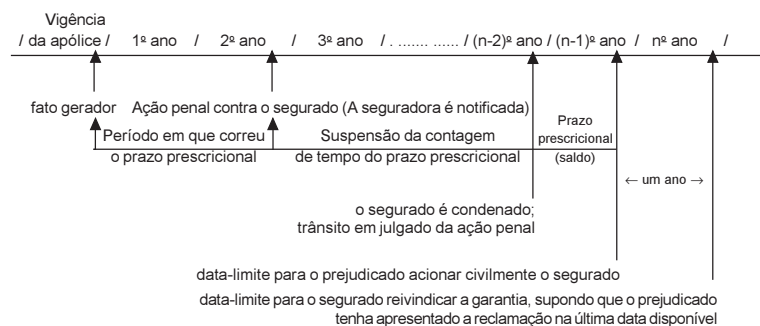 Vigência
/ da apólice / 1º ano / 2º ano / 3º ano / . ....... ...... / (n-2)º ano / (n-1)º ano / nº ano /
fato gerador Ação penal contra o segurado (A seguradora é notificada)
Período em que correu
o prazo prescricional
Suspensão da contagem
de tempo do prazo prescricional
Prazo
prescricional
(saldo)
← um ano →
o segurado é condenado;
trânsito em julgado da ação penal
data-limite para o prejudicado acionar civilmente o segurado
data-limite para o segurado reivindicar a garantia, supondo que o prejudicado
tenha apresentado a reclamação na última data disponível